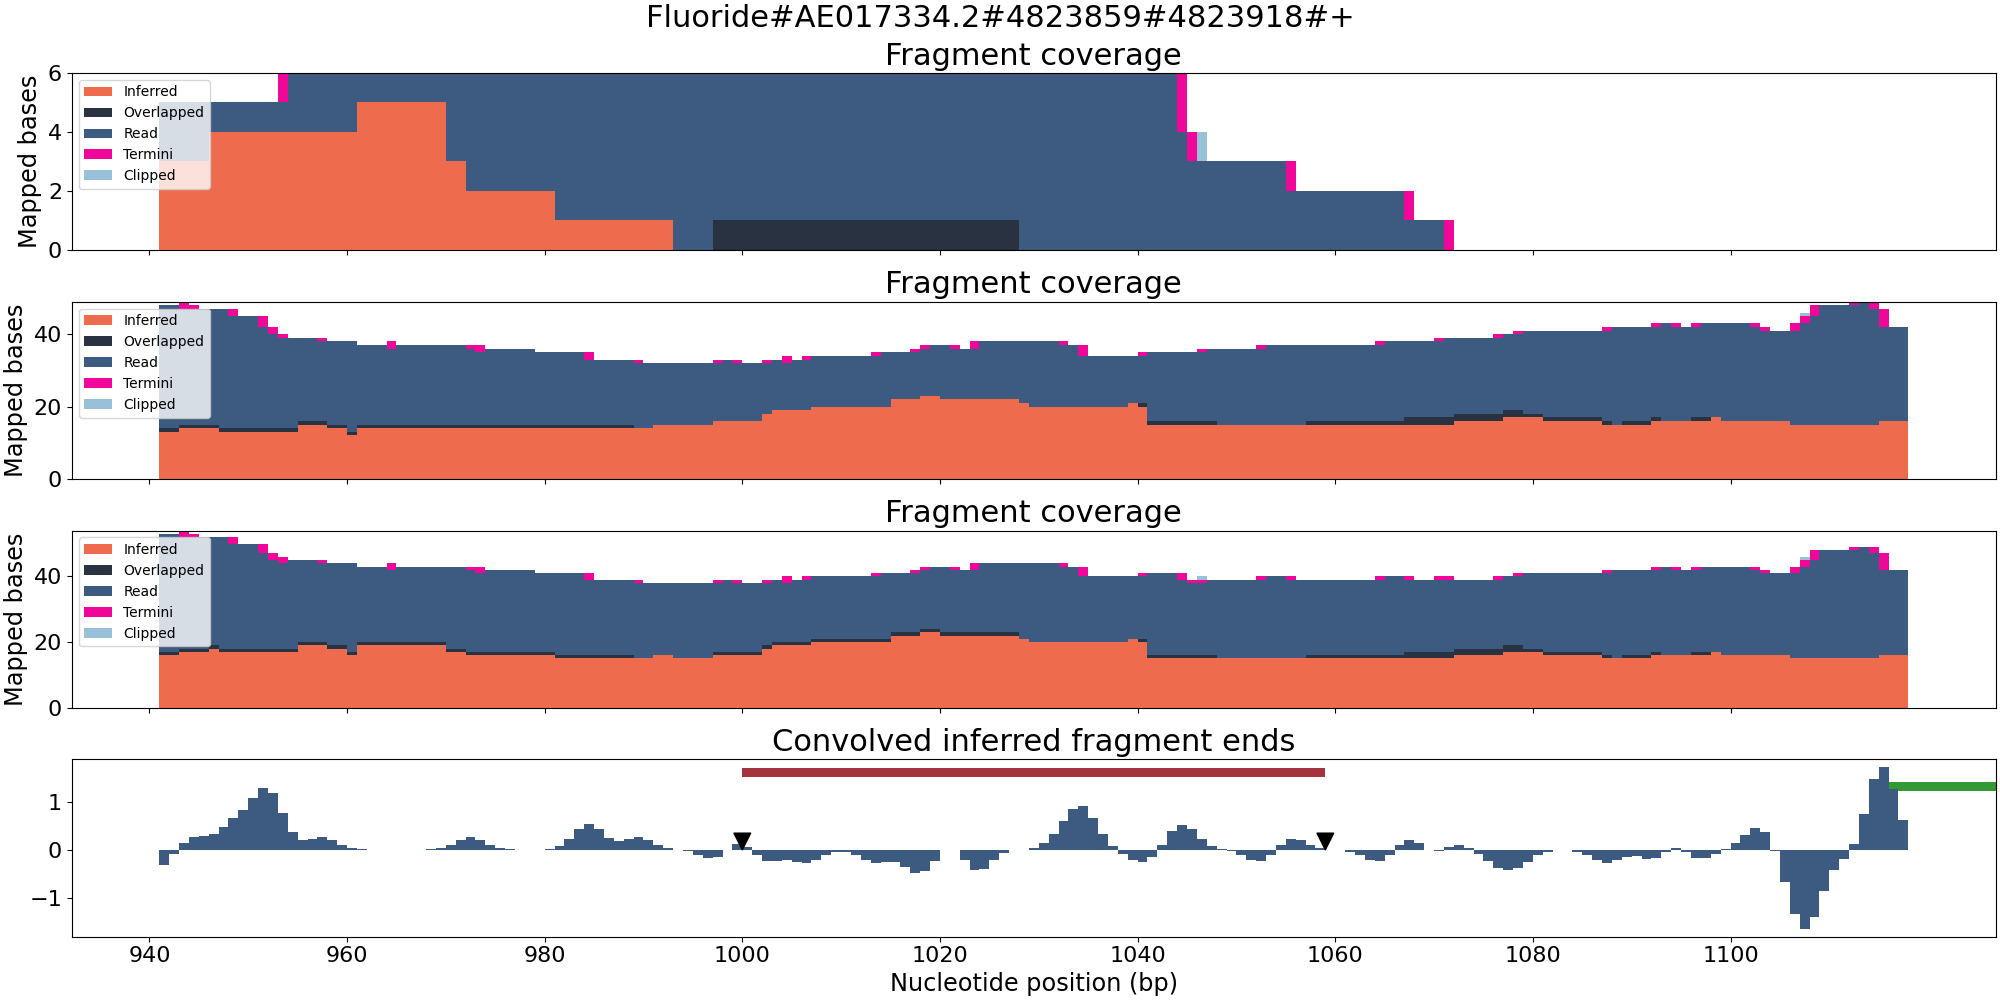 Fluoride#AE017334.2#4823859#4823918#+
Fragment coverage
Mapped bases
6
4
2
0
Inferred
Overlapped
Read
Termini
Clipped
Fragment coverage
Mapped bases
40
20
0
Inferred
Overlapped
Read
Termini
Clipped
Fragment coverage
Mapped bases
40
20
0
Inferred
Overlapped
Read
Termini
Clipped
Convolved inferred fragment ends
1
0
−1
940 960 980 1000 1020 1040 1060 1080 1100
Nucleotide position (bp)